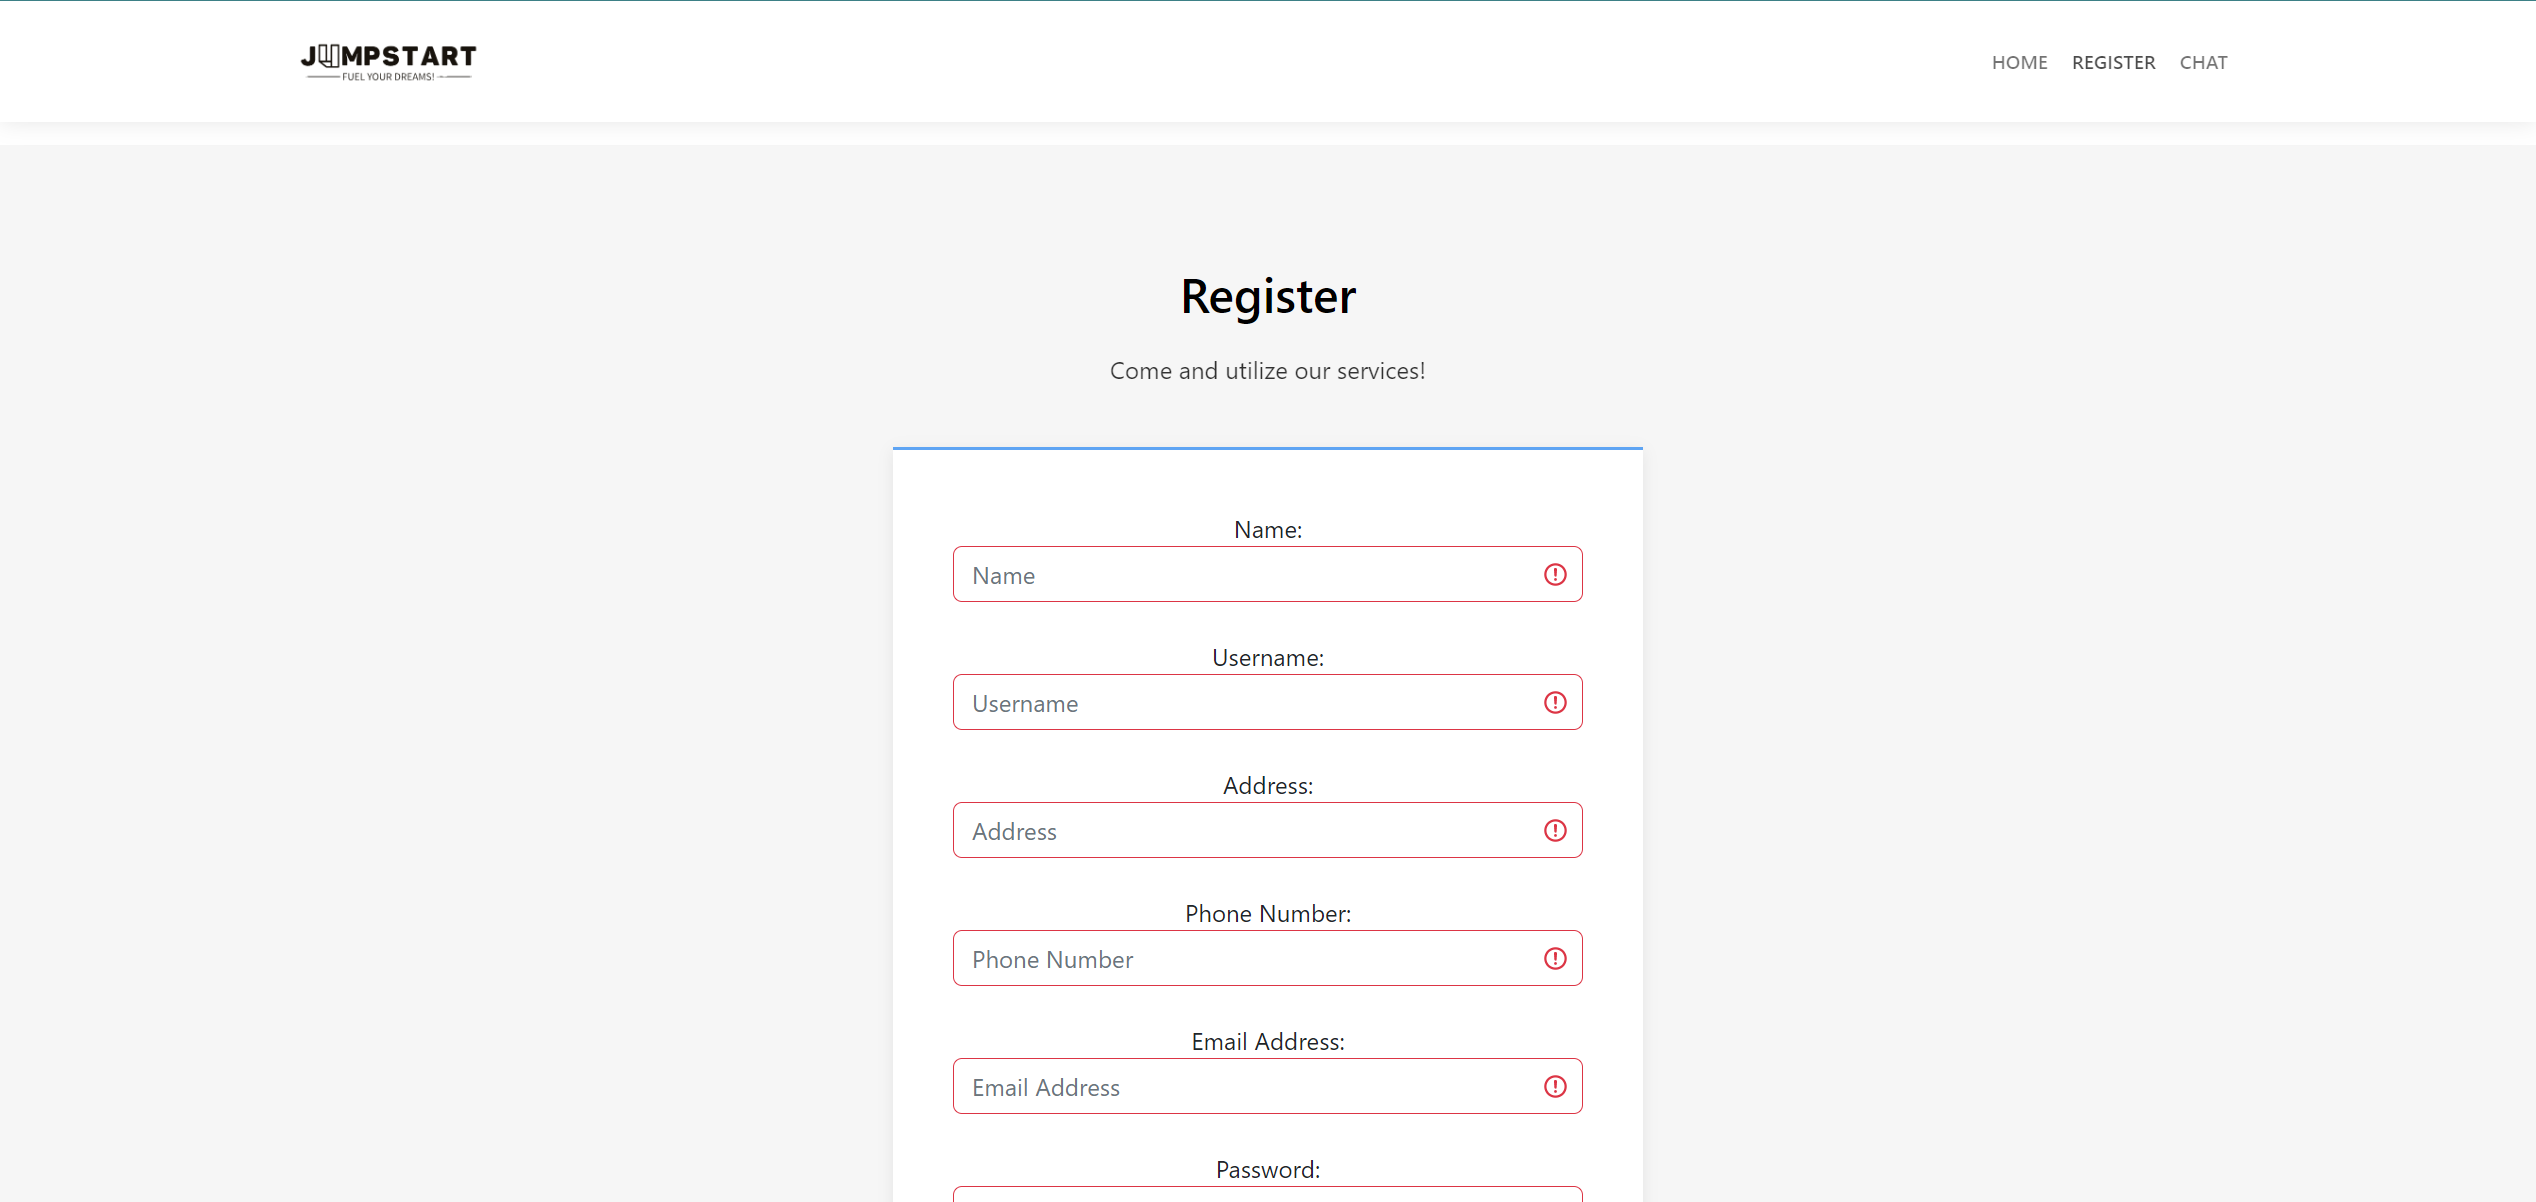 JUMPSTART
FUEL YOUR DREAMS!
HOME REGISTER CHAT
Register
Come and utilize our services!
Name:
Name
Username:
Username
Address:
Address
Phone Number:
Phone Number
Email Address:
Email Address
Password: